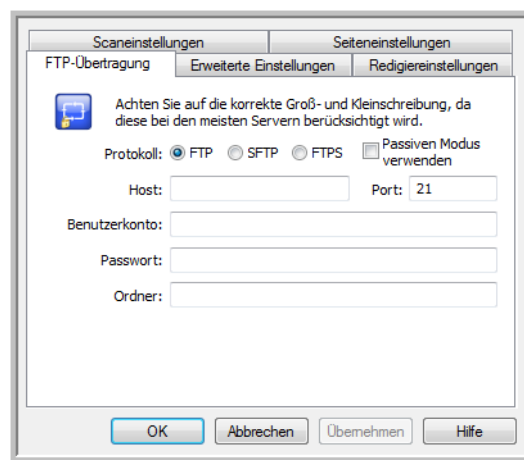 Scaneinstellungen Seiteneinstellungen
FTP-Übertragung Erweiterte Einstellungen Redigiereinstellungen
Achten Sie auf die korrekte Groß- und Kleinschreibung, da
diese bei den meisten Servern berücksichtigt wird.
Protokoll: FTP SFTP FTPS Passiven Modus
verwenden
Host: Port: 21
Benutzerkonto:
Passwort:
Ordner:
OK Abbrechen Übernehmen Hilfe